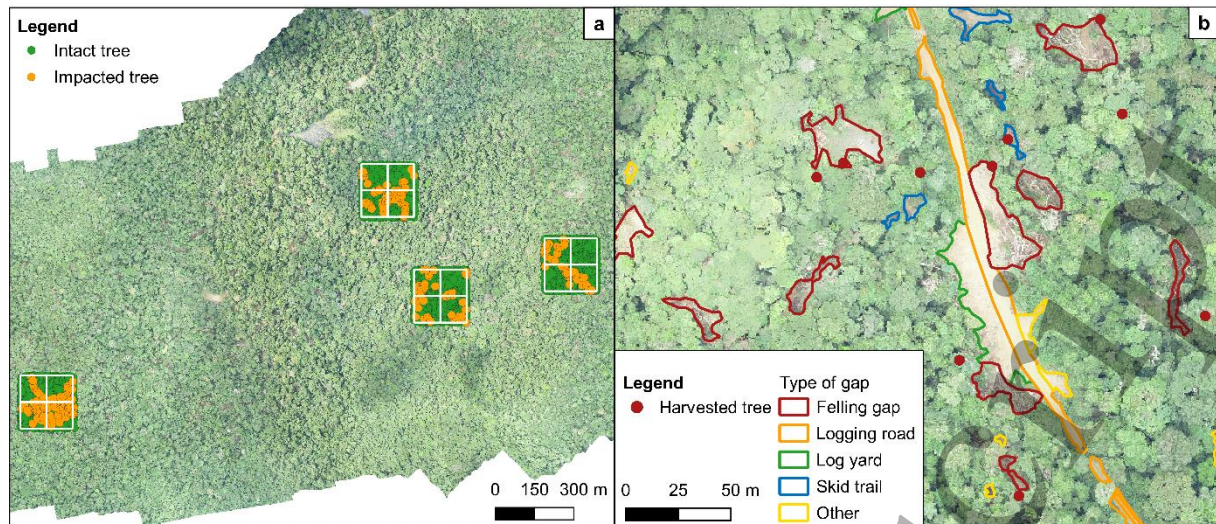 Legend
Intact tree
Impacted tree
a
0 150 300 m
b
Legend
Harvested tree
0 25 50 m
Type of gap
Felling gap
Logging road
Log yard
Skid trail
Other